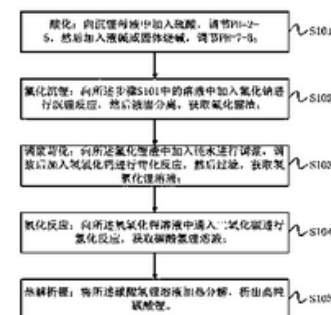 酸化：向沉锂母液中加入硫酸，调节PH=2-
5，然后加入液碱或固体烧碱，调节PH=7-8；
S101
氟化沉锂：向所述步骤S101中的溶液中加入氟化钠进
行沉锂反应，然后液固分离，获取氟化锂渣；
S102
调浆苛化：向所述氟化锂渣中加入纯水进行调浆，调
浆后加入氢氧化钙进行苛化反应，然后过滤，获取氢
氧化锂溶液；
S103
氢化反应：向所述氢氧化锂溶液中通入二氧化碳进行
氢化反应，获取碳酸氢锂溶液；
S104
热解析锂：将所述碳酸氢锂溶液加热分解，析出高纯
碳酸锂。
S105